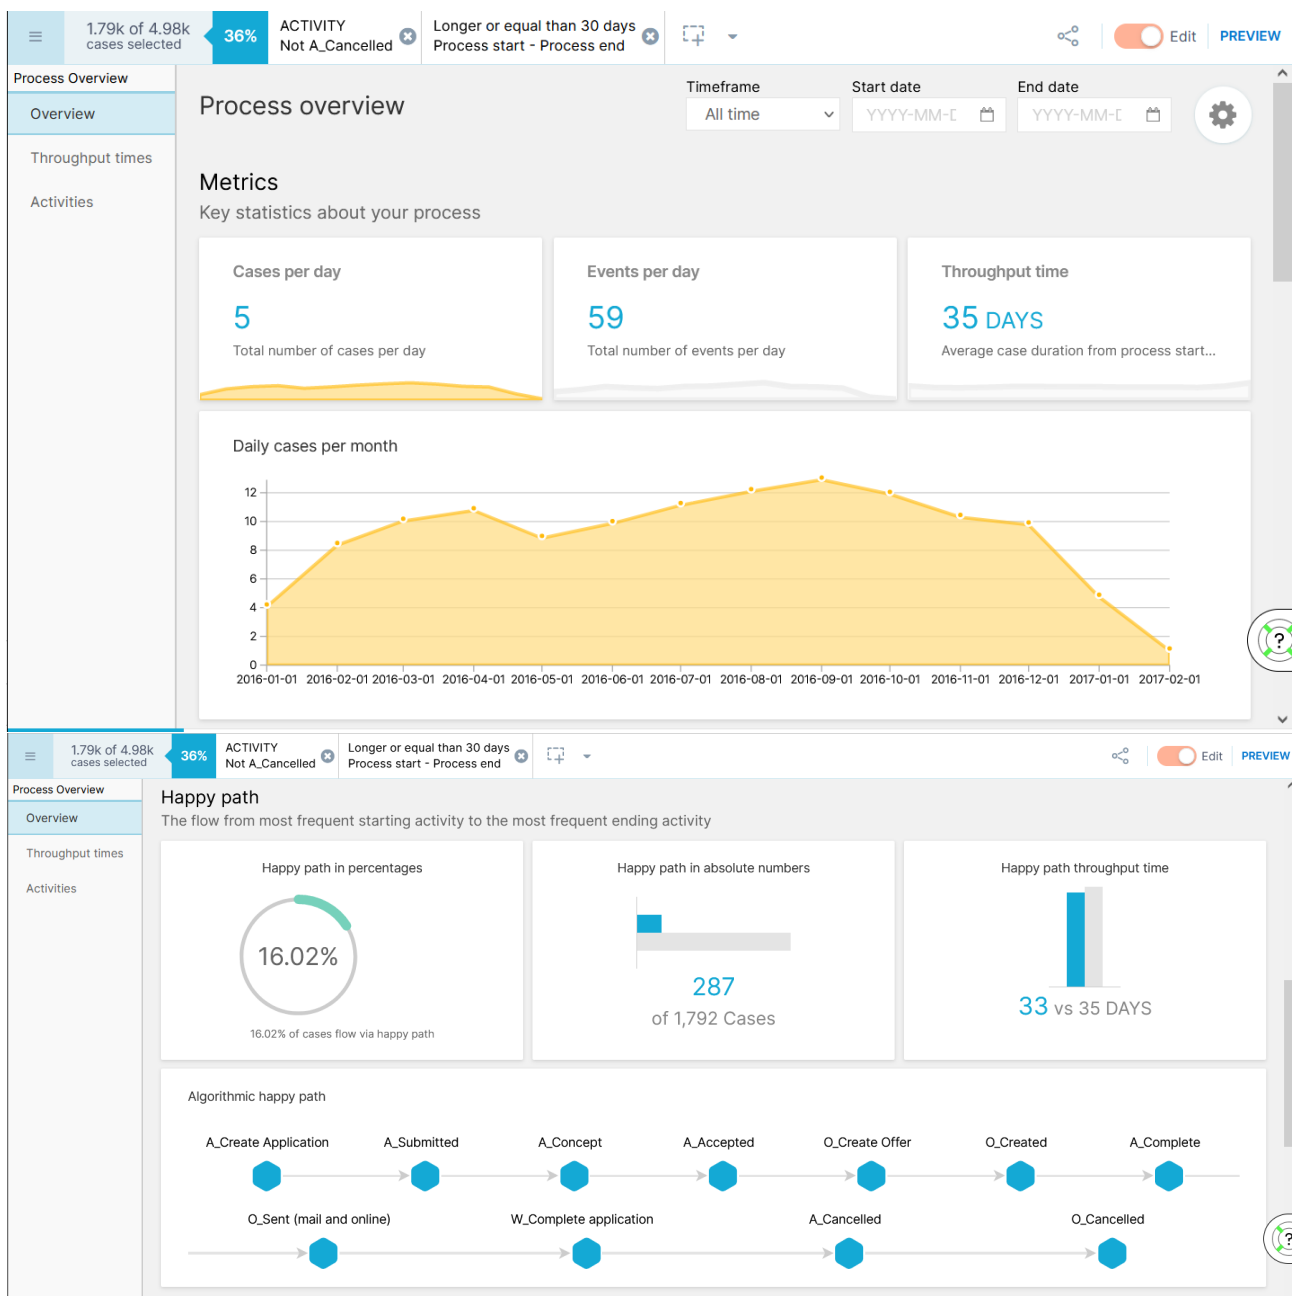 1.79k of 4.98k
cases selected
36%
ACTIVITY
Not A_Cancelled
Longer or equal than 30 days
Process start - Process end
Edit
PREVIEW
Process Overview
Overview
Throughput times
Activities
Process overview
Timeframe
All time
Start date
YYYY-MM-D
End date
YYYY-MM-D
Metrics
Key statistics about your process
Cases per day
5
Total number of cases per day
Events per day
59
Total number of events per day
Throughput time
35 DAYS
Average case duration from process start...
Daily cases per month
12
10
8
6
4
2
0
2016-01-01 2016-02-01 2016-03-01 2016-04-01 2016-05-01 2016-06-01 2016-07-01 2016-08-01 2016-09-01 2016-10-01 2016-11-01 2016-12-01 2017-01-01 2017-02-01
?
1.79k of 4.98k
cases selected
36%
ACTIVITY
Not A_Cancelled
Longer or equal than 30 days
Process start - Process end
Edit
PREVIEW
Process Overview
Overview
Throughput times
Activities
Happy path
The flow from most frequent starting activity to the most frequent ending activity
Happy path in percentages
16.02%
16.02% of cases flow via happy path
Happy path in absolute numbers
287
of 1,792 Cases
Happy path throughput time
33 vs 35 DAYS
Algorithmic happy path
A_Create Application A_Submitted A_Concept A_Accepted O_Create Offer O_Created A_Complete
O_Sent (mail and online) W_Complete application A_Cancelled O_Cancelled
?